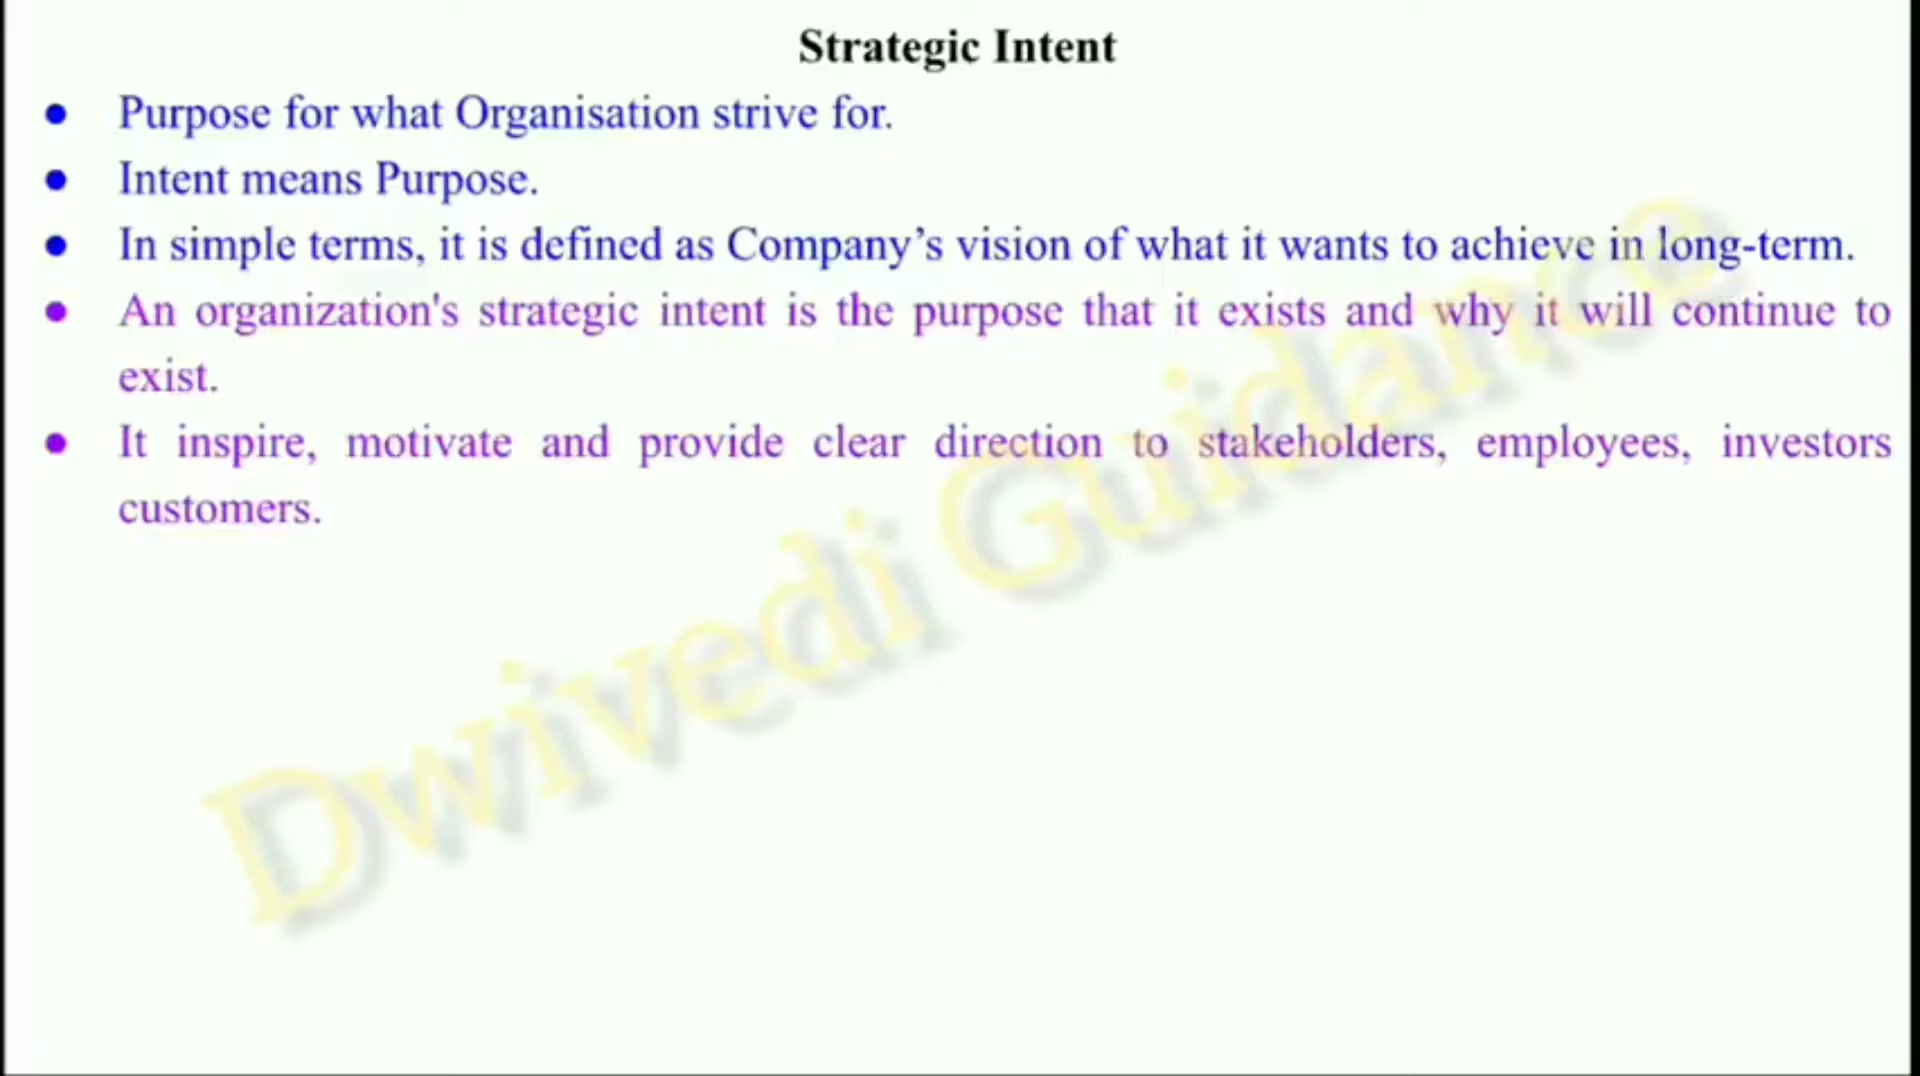 Strategic Intent
● Purpose for what Organisation strive for.
● Intent means Purpose.
● In simple terms, it is defined as Company’s vision of what it wants to achieve in long-term.
● An organization's strategic intent is the purpose that it exists and why it will continue to
exist.
● It inspire, motivate and provide clear direction to stakeholders, employees, investors
customers.
Dwivedi Guidance